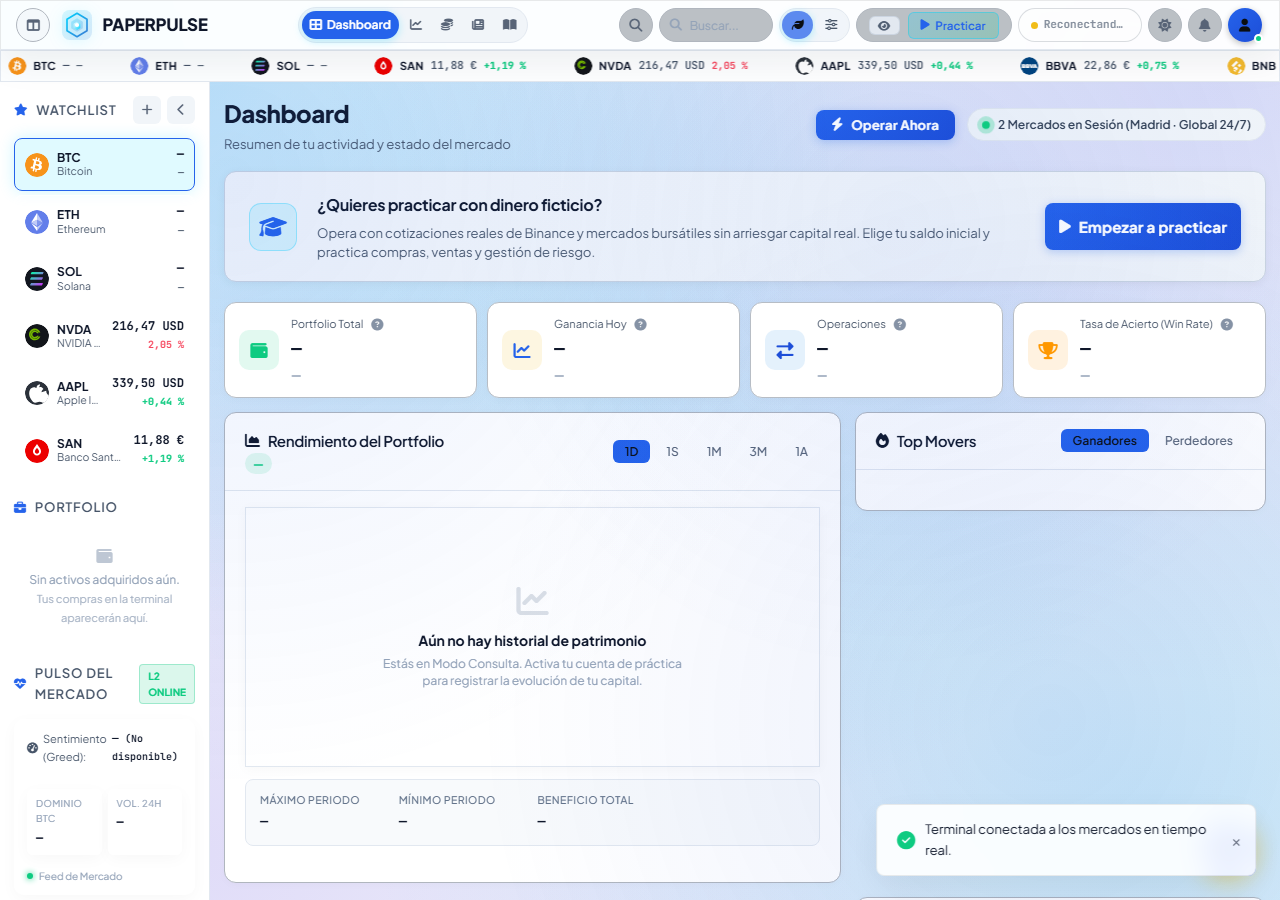 PAPERPULSE
Dashboard
Buscar...
Practicar
Reconectand…
BTC — —
ETH — —
SOL — —
SAN 11,88 € +1,19 %
NVDA 216,47 USD 2,05 %
AAPL 339,50 USD +0,44 %
BBVA 22,86 € +0,75 %
BNB
WATCHLIST
BTC —
Bitcoin —
ETH —
Ethereum —
SOL —
Solana —
NVDA 216,47 USD
NVIDIA ... 2,05 %
AAPL 339,50 USD
Apple I... +0,44 %
SAN 11,88 €
Banco Sant... +1,19 %
PORTFOLIO
Sin activos adquiridos aún.
Tus compras en la terminal
aparecerán aquí.
PULSO DEL
MERCADO
L2
ONLINE
Sentimiento
(Greed):
— (No
disponible)
DOMINIO
BTC
—
VOL. 24H
—
Feed de Mercado
Dashboard
Resumen de tu actividad y estado del mercado
Operar Ahora
2 Mercados en Sesión (Madrid · Global 24/7)
¿Quieres practicar con dinero ficticio?
Opera con cotizaciones reales de Binance y mercados bursátiles sin arriesgar capital real. Elige tu saldo inicial y
practica compras, ventas y gestión de riesgo.
Empezar a practicar
Portfolio Total ?
—
—
Ganancia Hoy ?
—
—
Operaciones ?
—
—
Tasa de Acierto (Win Rate) ?
—
—
Rendimiento del Portfolio
—
1D 1S 1M 3M 1A
Aún no hay historial de patrimonio
Estás en Modo Consulta. Activa tu cuenta de práctica
para registrar la evolución de tu capital.
MÁXIMO PERIODO
—
MÍNIMO PERIODO
—
BENEFICIO TOTAL
—
Top Movers
Ganadores Perdedores
Terminal conectada a los mercados en tiempo
real.
×